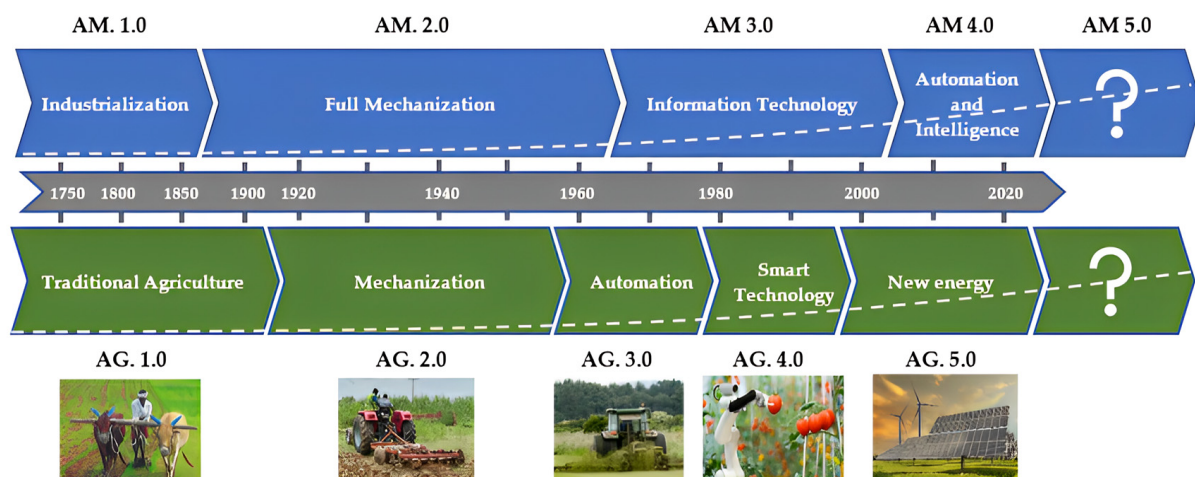 AM. 1.0 AM. 2.0 AM 3.0 AM 4.0 AM 5.0
Industrialization
Full Mechanization
Information Technology
Automation
and
Intelligence
?
1750 1800 1850 1900 1920 1940 1960 1980 2000 2020
Traditional Agriculture
Mechanization
Automation
Smart
Technology
New energy
?
AG. 1.0 AG. 2.0 AG. 3.0 AG. 4.0 AG. 5.0